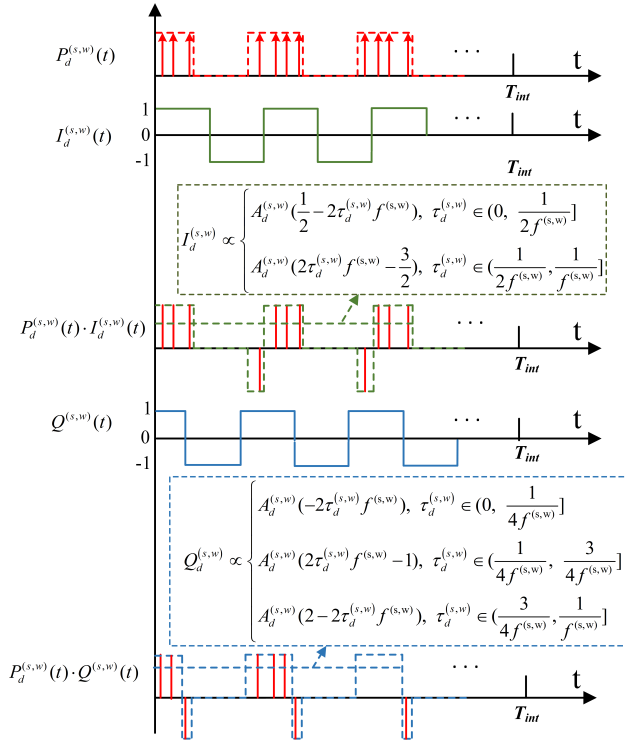 P_d^{(s,w)}(t)
··· t
T_int
I_d^{(s,w)}(t)
1
0
-1
··· t
T_int
I_d^{(s,w)} ∝ { A_d^{(s,w)}(1/2 − 2τ_d^{(s,w)} f^{(s,w)}), τ_d^{(s,w)} ∈ (0, 1/(2f^{(s,w)})]
A_d^{(s,w)}(2τ_d^{(s,w)} f^{(s,w)} − 3/2), τ_d^{(s,w)} ∈ (1/(2f^{(s,w)}), 1/f^{(s,w)}]
P_d^{(s,w)}(t) · I_d^{(s,w)}(t)
··· t
T_int
Q^{(s,w)}(t)
1
0
-1
··· t
T_int
A_d^{(s,w)}(−2τ_d^{(s,w)} f^{(s,w)}), τ_d^{(s,w)} ∈ (0, 1/(4f^{(s,w)})]
Q_d^{(s,w)} ∝ { A_d^{(s,w)}(2τ_d^{(s,w)} f^{(s,w)} − 1), τ_d^{(s,w)} ∈ (1/(4f^{(s,w)}), 3/(4f^{(s,w)})]
A_d^{(s,w)}(2 − 2τ_d^{(s,w)} f^{(s,w)}), τ_d^{(s,w)} ∈ (3/(4f^{(s,w)}), 1/f^{(s,w)}]
P_d^{(s,w)}(t) · Q^{(s,w)}(t)
··· t
T_int